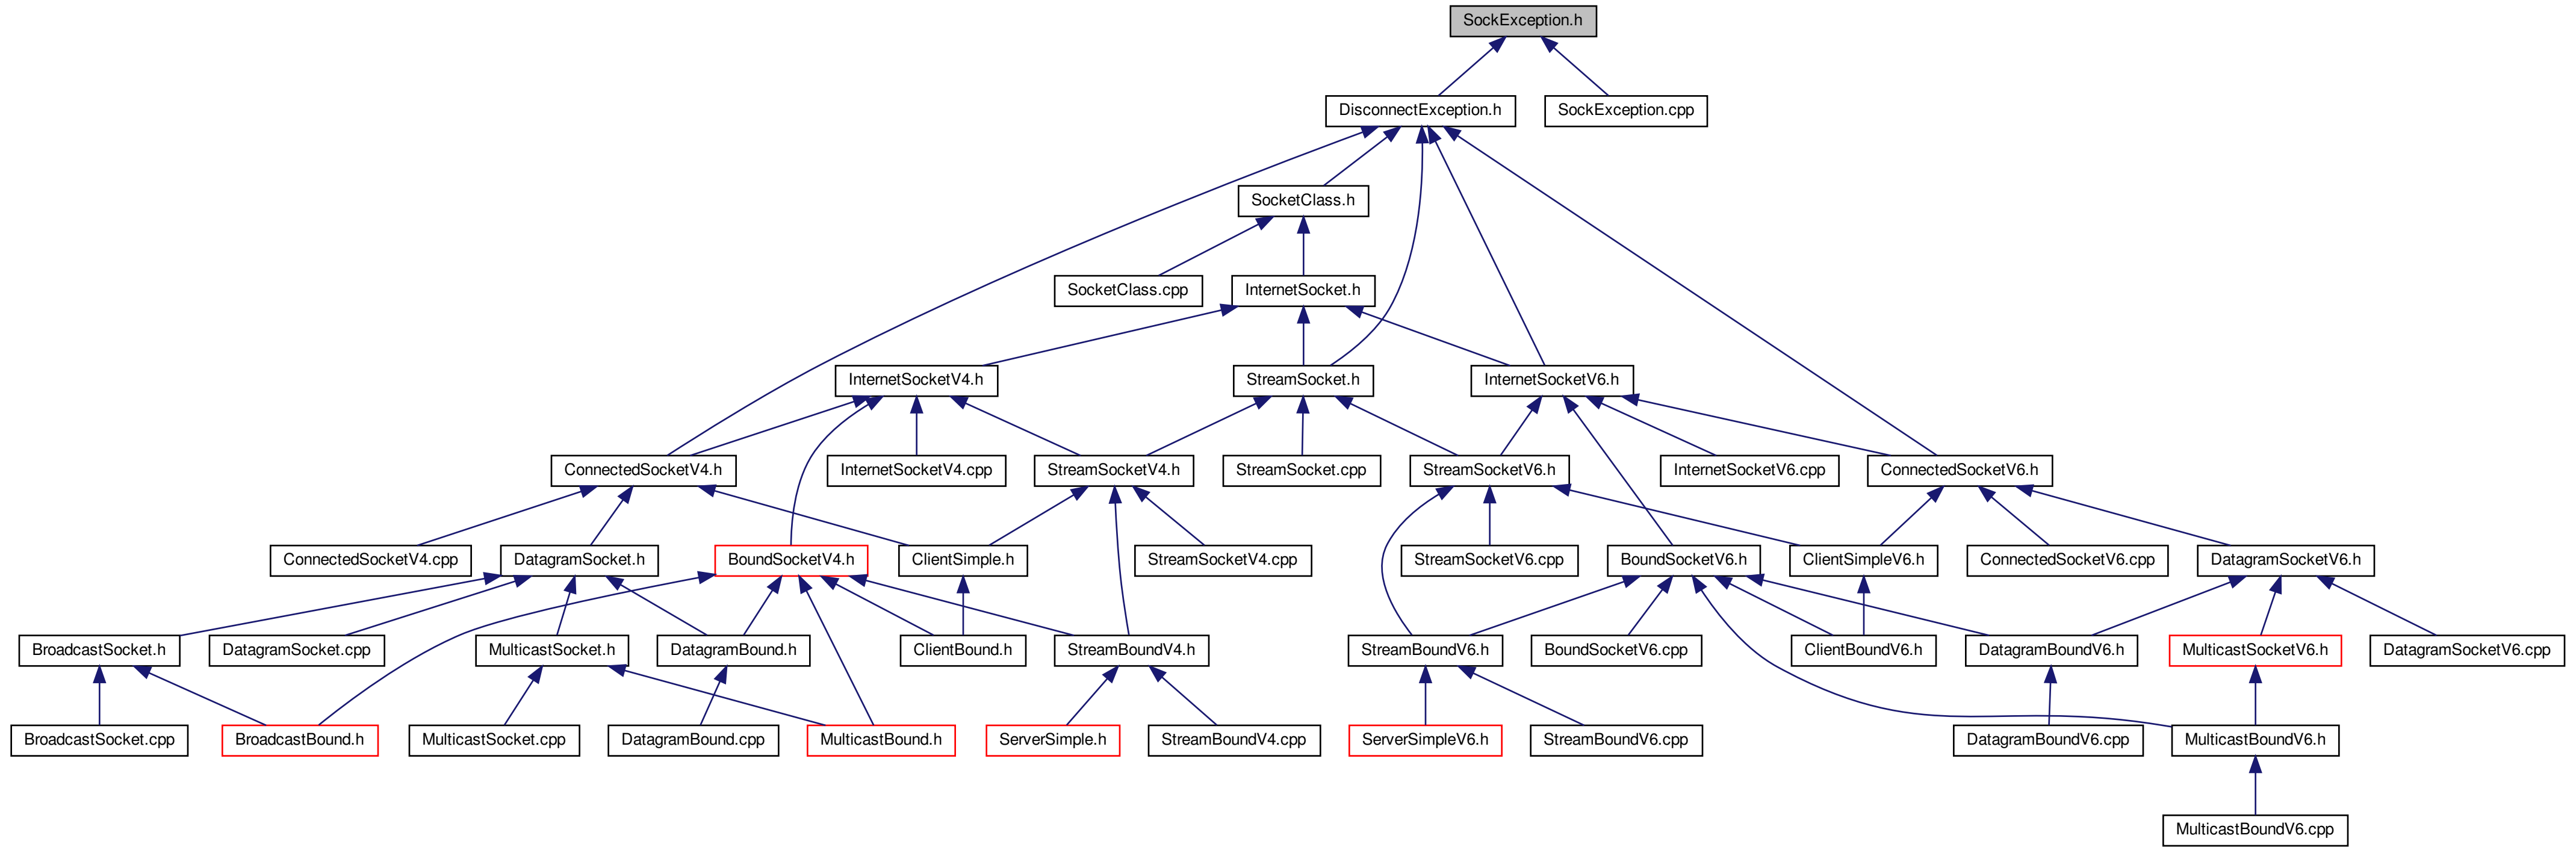 SockException.h
DisconnectException.h
SockException.cpp
SocketClass.h
SocketClass.cpp
InternetSocket.h
InternetSocketV4.h
StreamSocket.h
InternetSocketV6.h
ConnectedSocketV4.h
InternetSocketV4.cpp
StreamSocketV4.h
StreamSocket.cpp
StreamSocketV6.h
InternetSocketV6.cpp
ConnectedSocketV6.h
ConnectedSocketV4.cpp
DatagramSocket.h
BoundSocketV4.h
ClientSimple.h
StreamSocketV4.cpp
StreamSocketV6.cpp
BoundSocketV6.h
ClientSimpleV6.h
ConnectedSocketV6.cpp
DatagramSocketV6.h
BroadcastSocket.h
DatagramSocket.cpp
MulticastSocket.h
DatagramBound.h
ClientBound.h
StreamBoundV4.h
StreamBoundV6.h
BoundSocketV6.cpp
ClientBoundV6.h
DatagramBoundV6.h
MulticastSocketV6.h
DatagramSocketV6.cpp
BroadcastSocket.cpp
BroadcastBound.h
MulticastSocket.cpp
DatagramBound.cpp
MulticastBound.h
ServerSimple.h
StreamBoundV4.cpp
ServerSimpleV6.h
StreamBoundV6.cpp
DatagramBoundV6.cpp
MulticastBoundV6.h
MulticastBoundV6.cpp